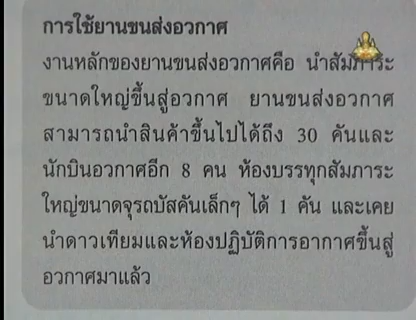 การใช้ยานขนส่งอวกาศ
งานหลักของยานขนส่งอวกาศคือ นำสัมภาระ
ขนาดใหญ่ขึ้นสู่อวกาศ ยานขนส่งอวกาศ
สามารถนำสินค้าขึ้นไปได้ถึง 30 คันและ
นักบินอวกาศอีก 8 คน ห้องบรรทุกสัมภาระ
ใหญ่ขนาดจุรถบัสคันเล็กๆ ได้ 1 คัน และเคย
นำดาวเทียมและห้องปฏิบัติการอากาศขึ้นสู่
อวกาศมาแล้ว